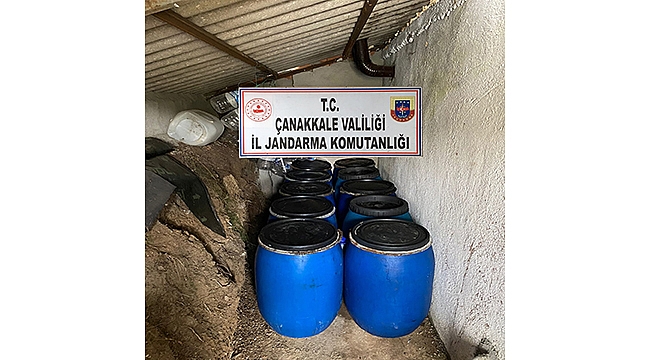 T.C.
ÇANAKKALE VALİLİĞİ
İL JANDARMA KOMUTANLIĞI